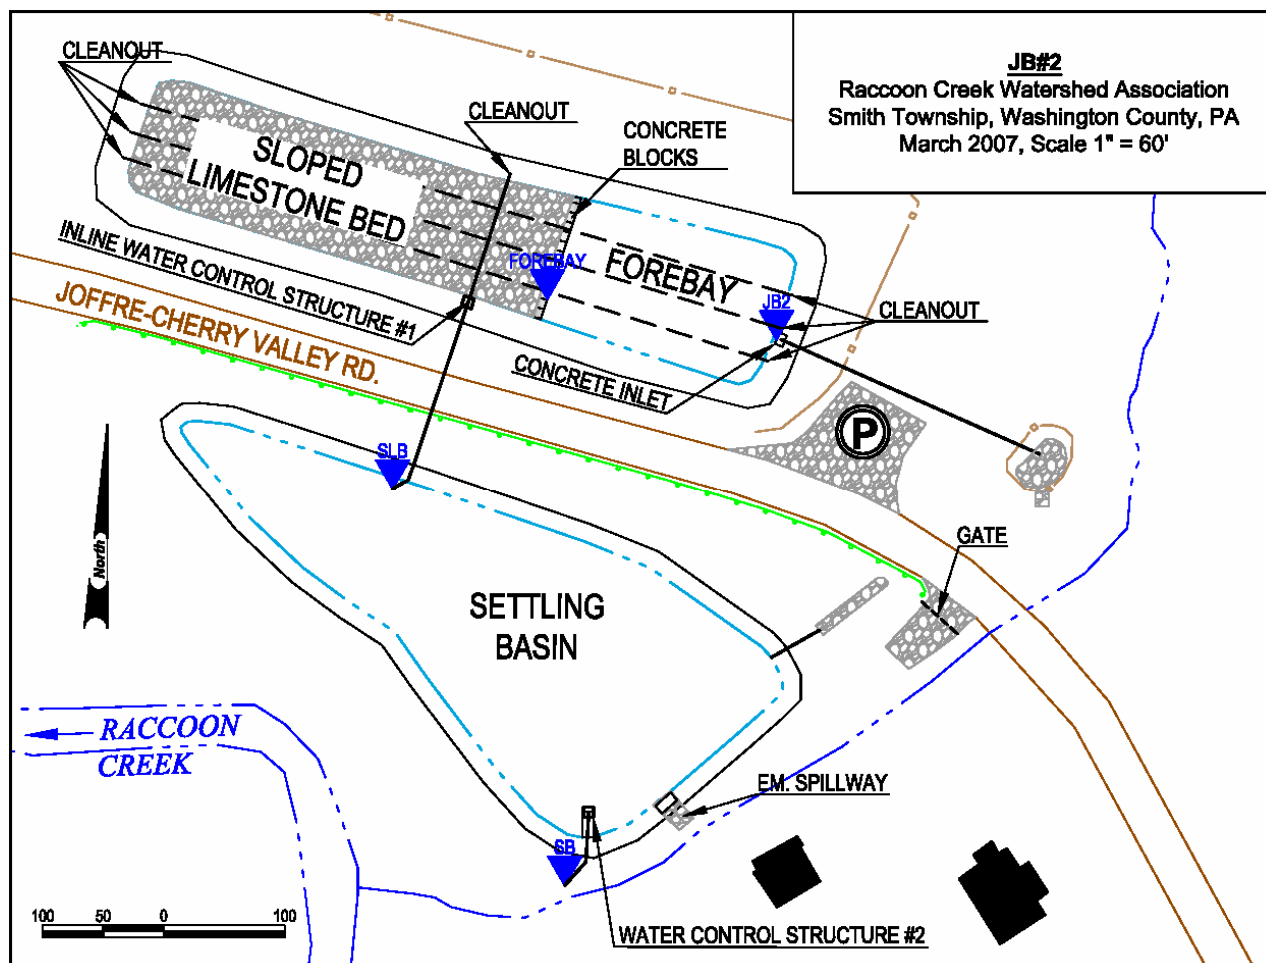 JB#2
Raccoon Creek Watershed Association
Smith Township, Washington County, PA
March 2007, Scale 1" = 60'
CLEANOUT
CLEANOUT
CONCRETE
BLOCKS
SLOPED
LIMESTONE BED
INLINE WATER CONTROL STRUCTURE #1
FOREBAY
FOREBAY
JB2
CLEANOUT
JOFFRE-CHERRY VALLEY RD.
CONCRETE INLET
P
SLB
North
GATE
SETTLING
BASIN
RACCOON
CREEK
EM. SPILLWAY
SB
WATER CONTROL STRUCTURE #2
100 50 0 100